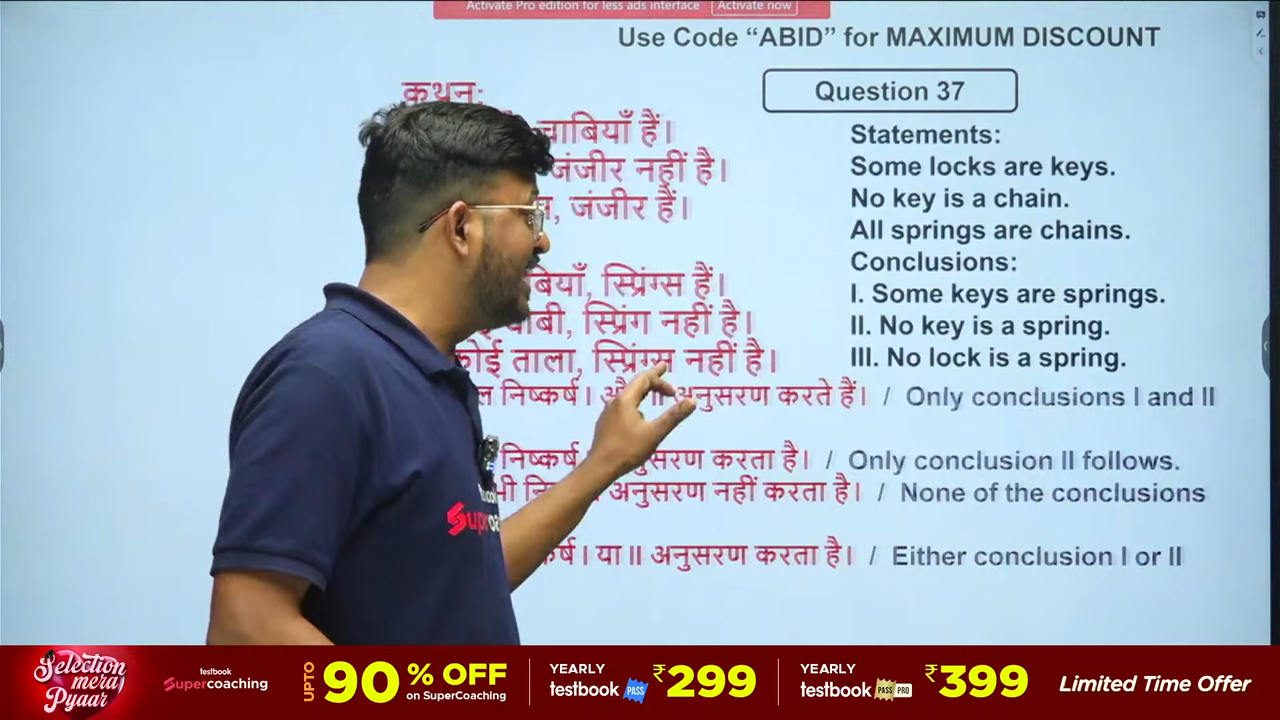 Activate Pro edition for less ads interface Activate now
Use Code “ABID” for MAXIMUM DISCOUNT
Question 37
कथन:
चाबियाँ हैं।
जंजीर नहीं है।
जंजीर हैं।
स्प्रिंग्स हैं।
स्प्रिंग नहीं है।
कोई ताला, स्प्रिंग्स नहीं है।
Statements:
Some locks are keys.
No key is a chain.
All springs are chains.
Conclusions:
I. Some keys are springs.
II. No key is a spring.
III. No lock is a spring.
निष्कर्ष I अनुसरण करते हैं। / Only conclusions I and II
निष्कर्ष करता है। / Only conclusion II follows.
अनुसरण नहीं करता है। / None of the conclusions
I या II अनुसरण करता है। / Either conclusion I or II
Selection mera Pyaar
testbook
Supercoaching
UPTO 90% OFF on SuperCoaching
YEARLY testbook PASS ₹299
YEARLY testbook PASS PRO ₹399
Limited Time Offer